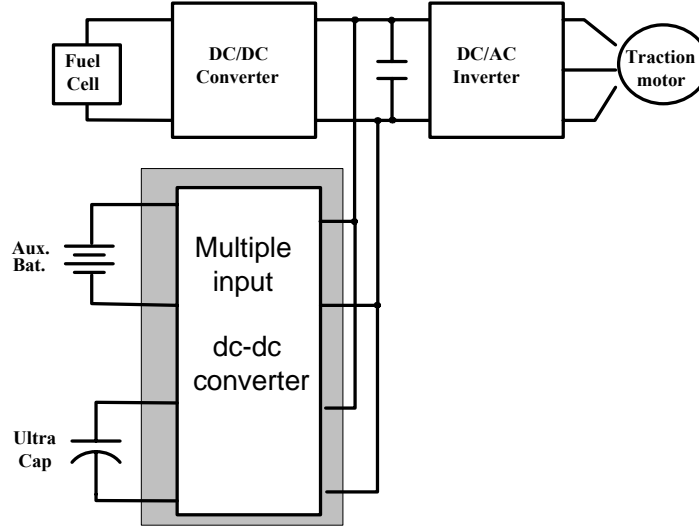 Fuel
Cell
DC/DC
Converter
DC/AC
Inverter
Traction
motor
Aux.
Bat.
Multiple
input
dc-dc
converter
Ultra
Cap